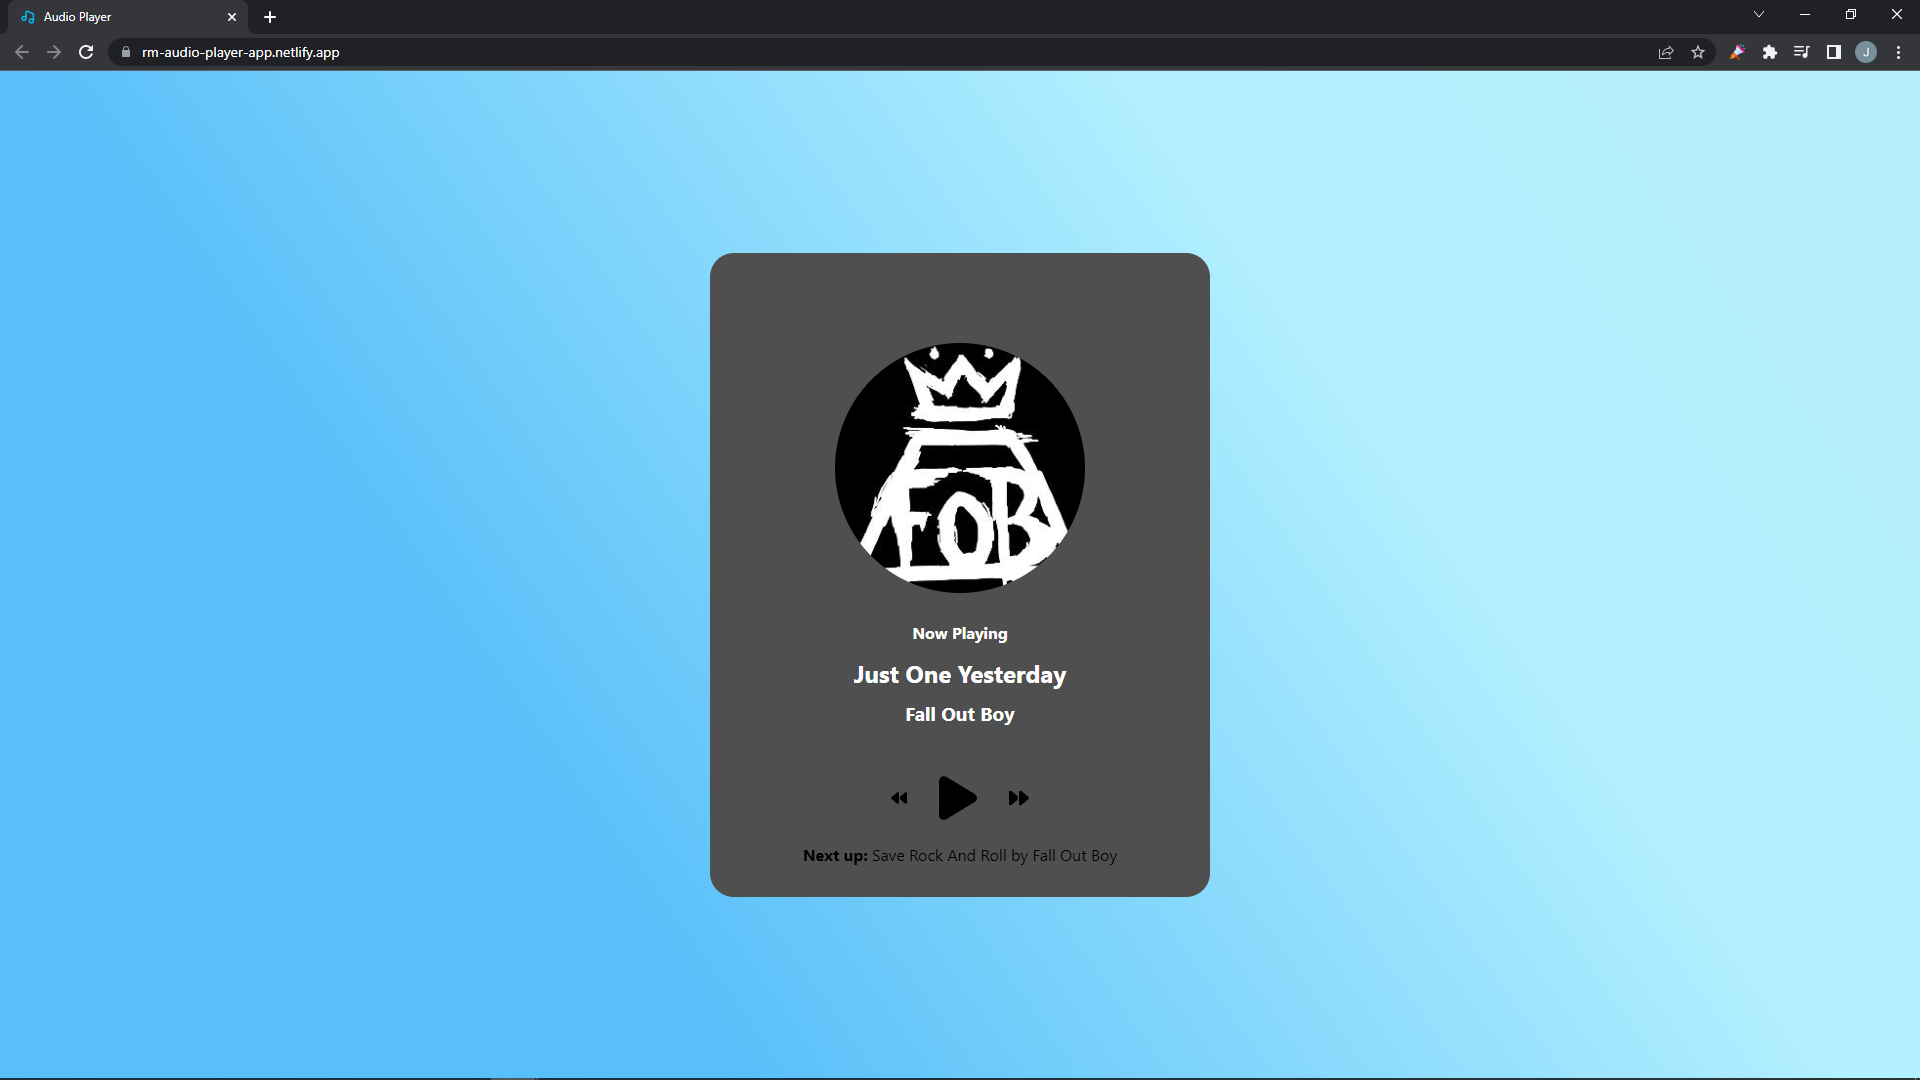 Audio Player
rm-audio-player-app.netlify.app
J
FOB
Now Playing
Just One Yesterday
Fall Out Boy
Next up: Save Rock And Roll by Fall Out Boy